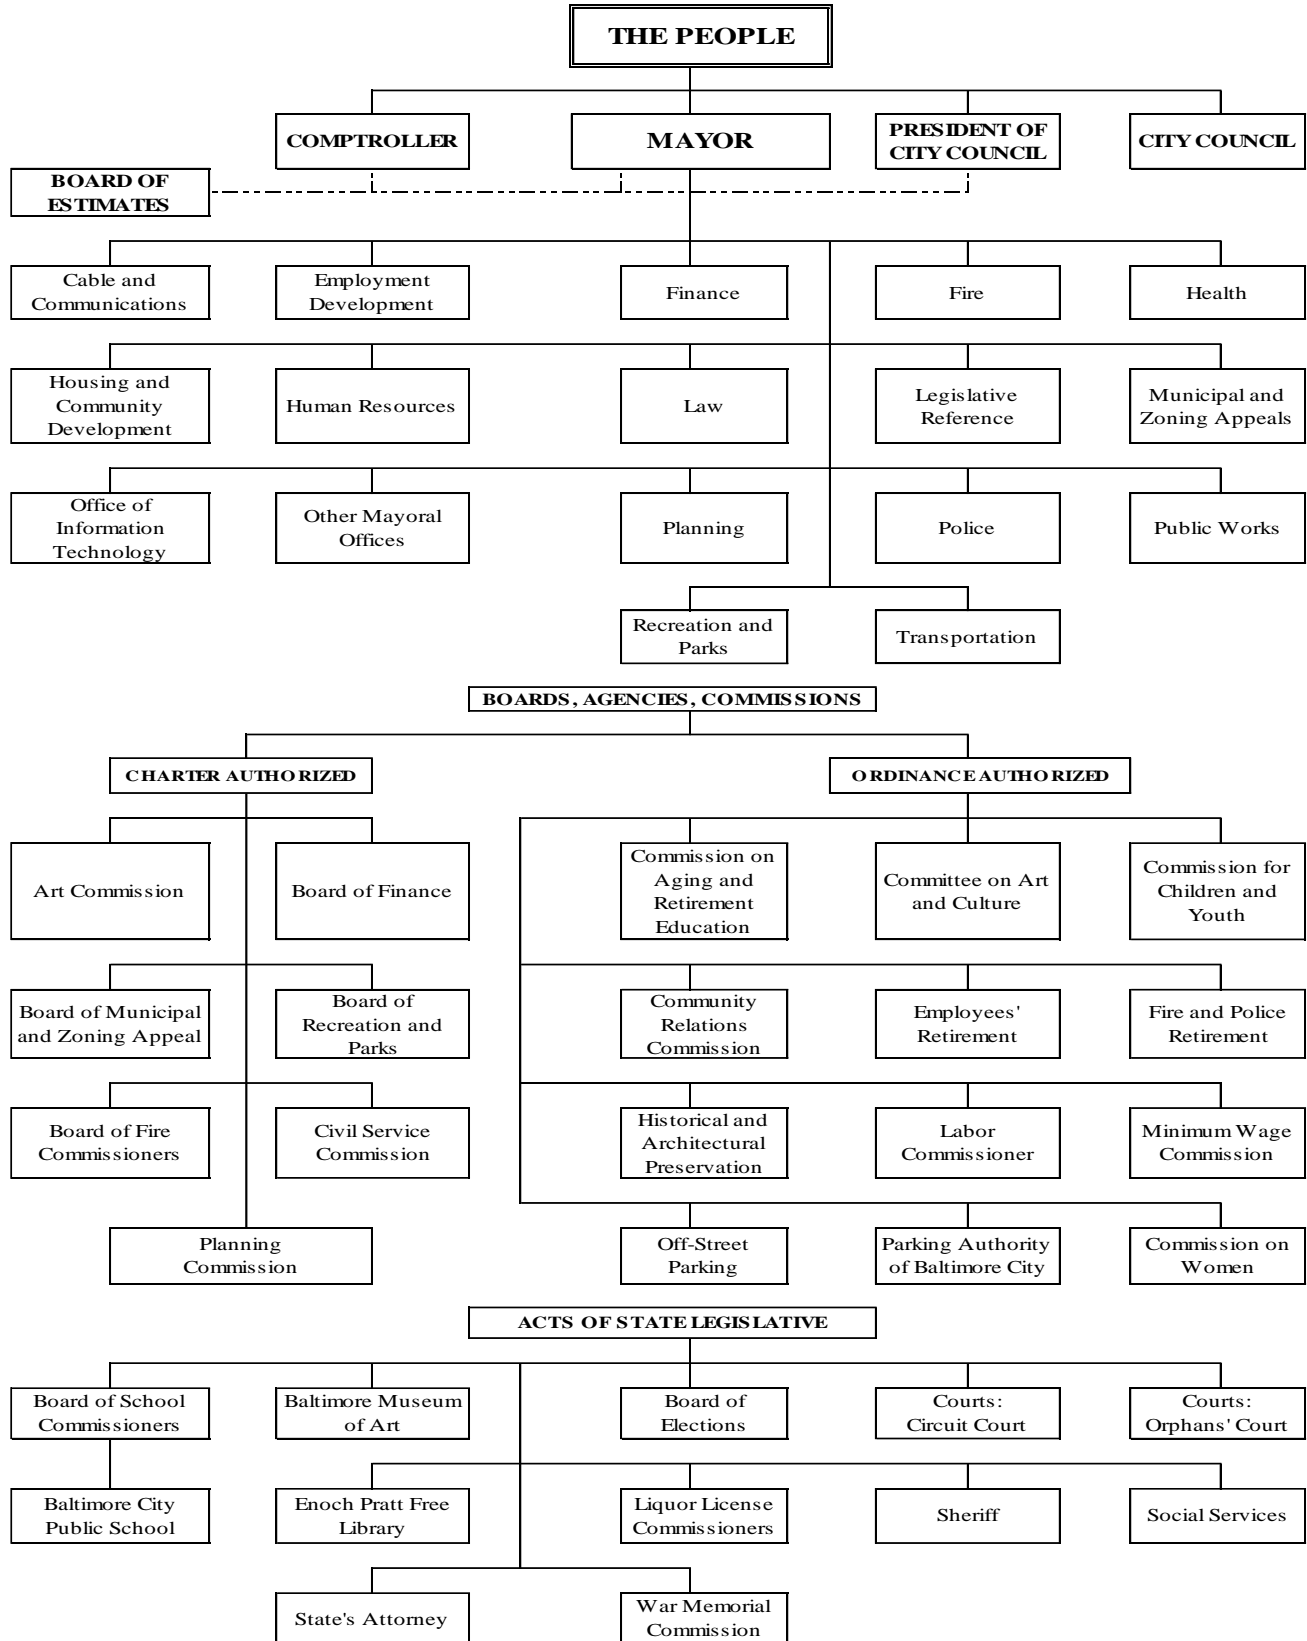 THE PEOPLE
COMPTROLLER
MAYOR
PRESIDENT OF
CITY COUNCIL
CITY COUNCIL
BOARD OF
ESTIMATES
Cable and
Communications
Employment
Development
Finance
Fire
Health
Housing and
Community
Development
Human Resources
Law
Legislative
Reference
Municipal and
Zoning Appeals
Office of
Information
Technology
Other Mayoral
Offices
Planning
Police
Public Works
Recreation and
Parks
Transportation
BOARDS, AGENCIES, COMMISSIONS
CHARTER AUTHORIZED
ORDINANCE AUTHORIZED
Art Commission
Board of Finance
Commission on
Aging and
Retirement
Education
Committee on Art
and Culture
Commission for
Children and
Youth
Board of Municipal
and Zoning Appeal
Board of
Recreation and
Parks
Community
Relations
Commission
Employees'
Retirement
Fire and Police
Retirement
Board of Fire
Commissioners
Civil Service
Commission
Historical and
Architectural
Preservation
Labor
Commissioner
Minimum Wage
Commission
Planning
Commission
Off-Street
Parking
Parking Authority
of Baltimore City
Commission on
Women
ACTS OF STATE LEGISLATIVE
Board of School
Commissioners
Baltimore Museum
of Art
Board of
Elections
Courts:
Circuit Court
Courts:
Orphans' Court
Baltimore City
Public School
Enoch Pratt Free
Library
Liquor License
Commissioners
Sheriff
Social Services
State's Attorney
War Memorial
Commission